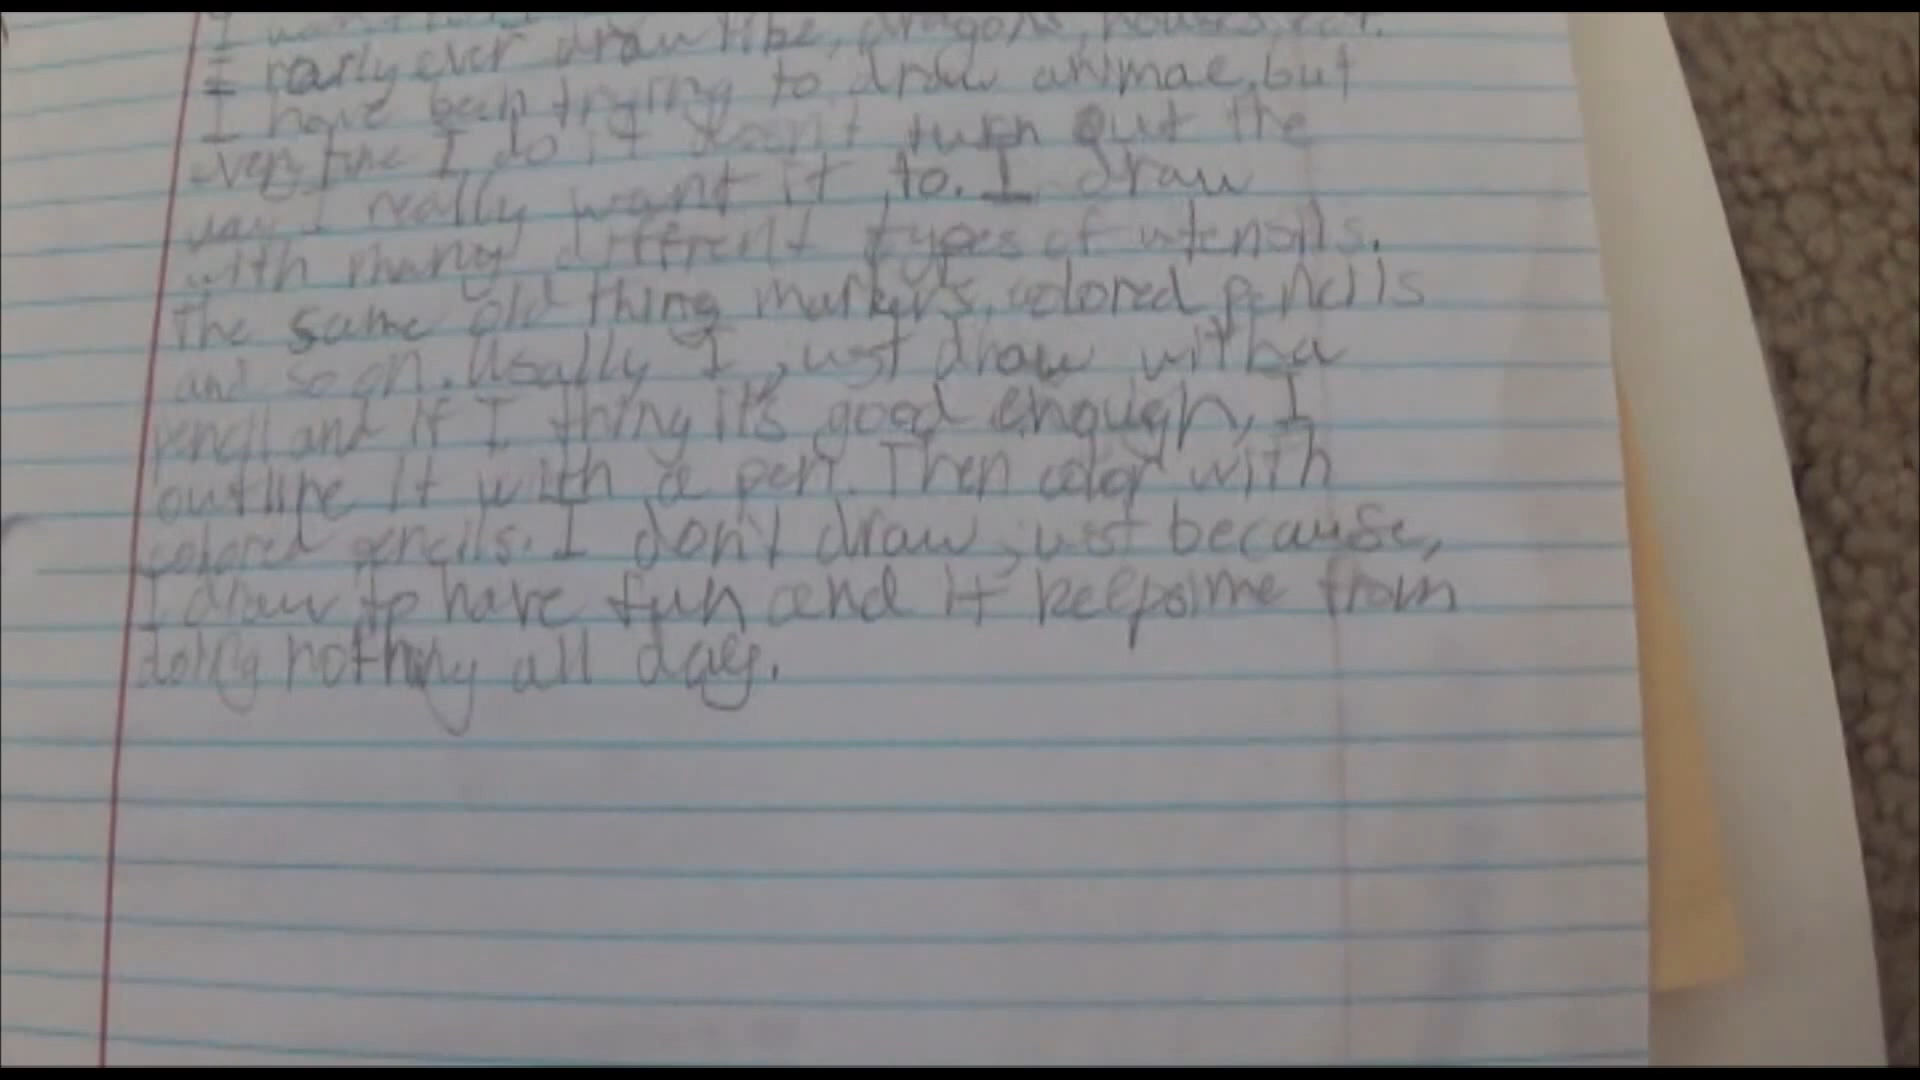 I want
I rarly ever draw like, dragons, houses, ect.
I have been trying to draw animae, but
every time I do it doesn't turn out the
way I really want it to. I draw
with many different types of utensils.
The same old thing markers, colored pencils
and so on. Usally I just draw with a
pencil and if I thing it's good enough, I
outline it with a pen. Then color with
colored pencils. I don't draw just because,
I draw to have fun and it keeps me from
doing nothing all day.